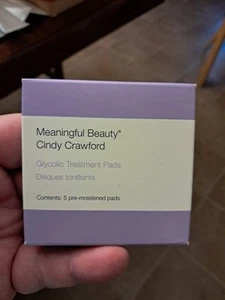 Meaningful Beauty®
Cindy Crawford
Glycolic Treatment Pads
Disques tonifiants
Contents: 5 pre-moistened pads